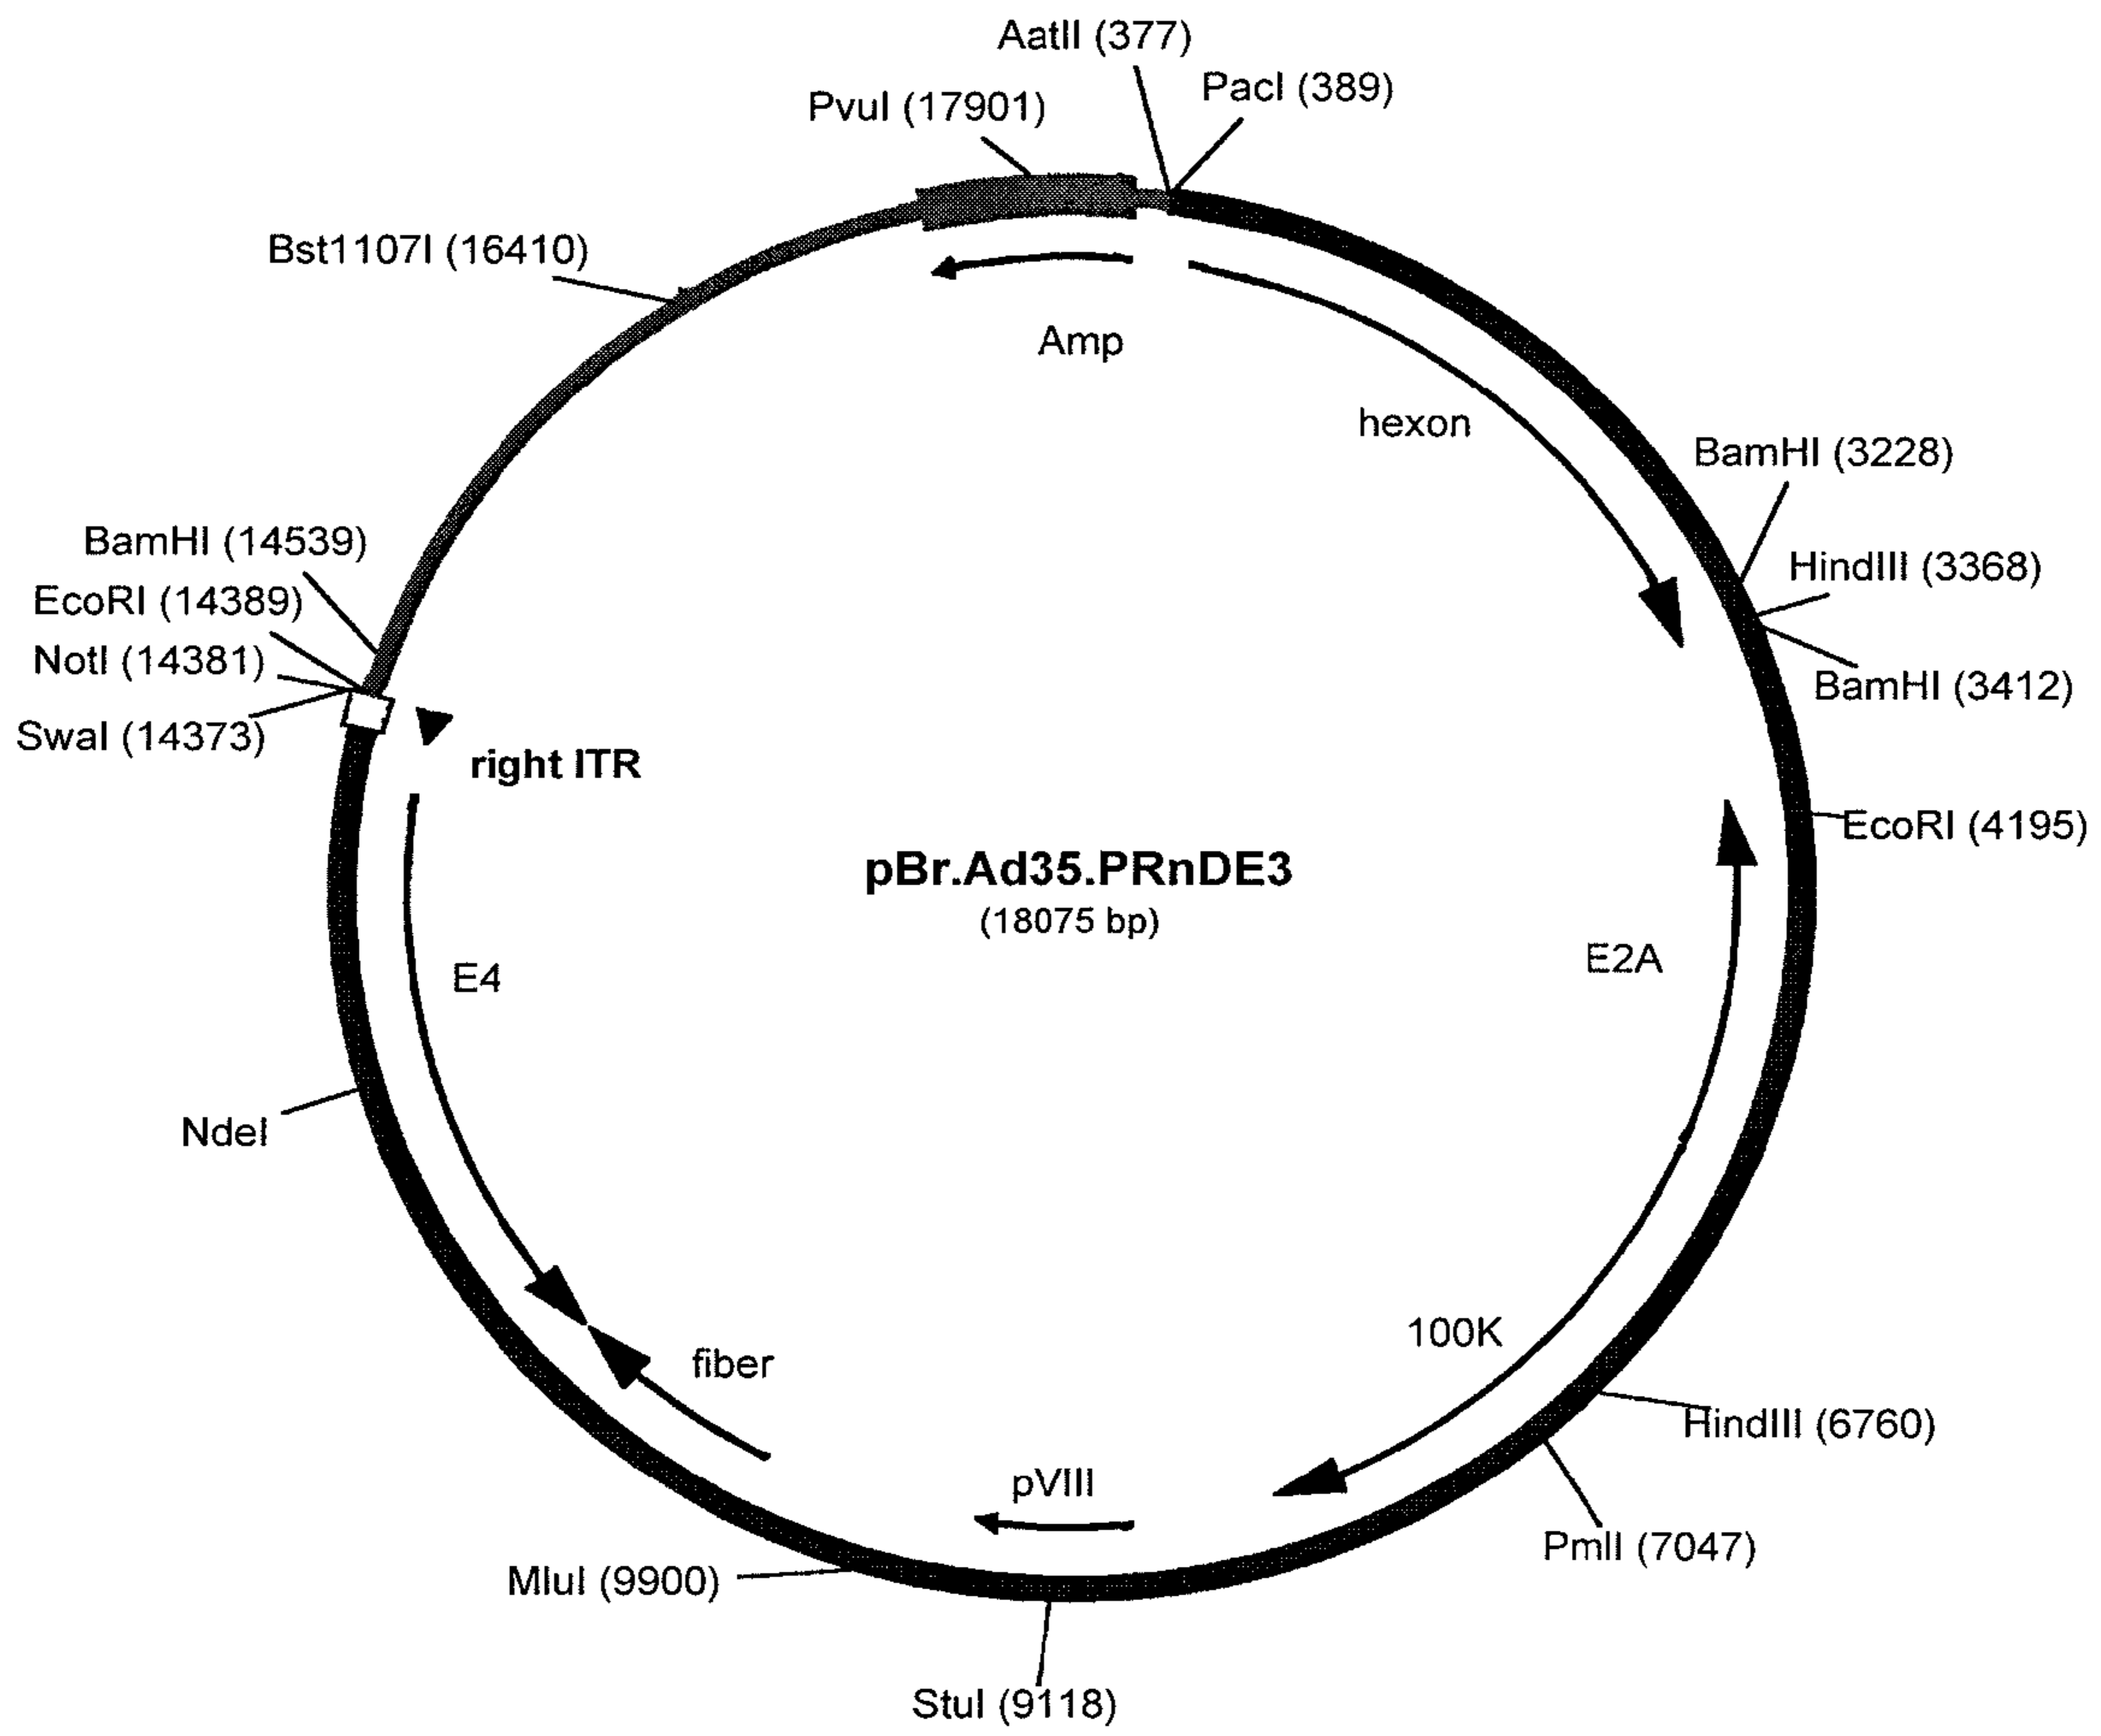 AatII (377)
PacI (389)
PvuI (17901)
Bst1107I (16410)
Amp
hexon
BamHI (3228)
BamHI (14539)
HindIII (3368)
EcoRI (14389)
NotI (14381)
BamHI (3412)
SwaI (14373)
right ITR
EcoRI (4195)
pBr.Ad35.PRnDE3
(18075 bp)
E2A
E4
NdeI
100K
fiber
HindIII (6760)
pVIII
PmlI (7047)
MluI (9900)
StuI (9118)